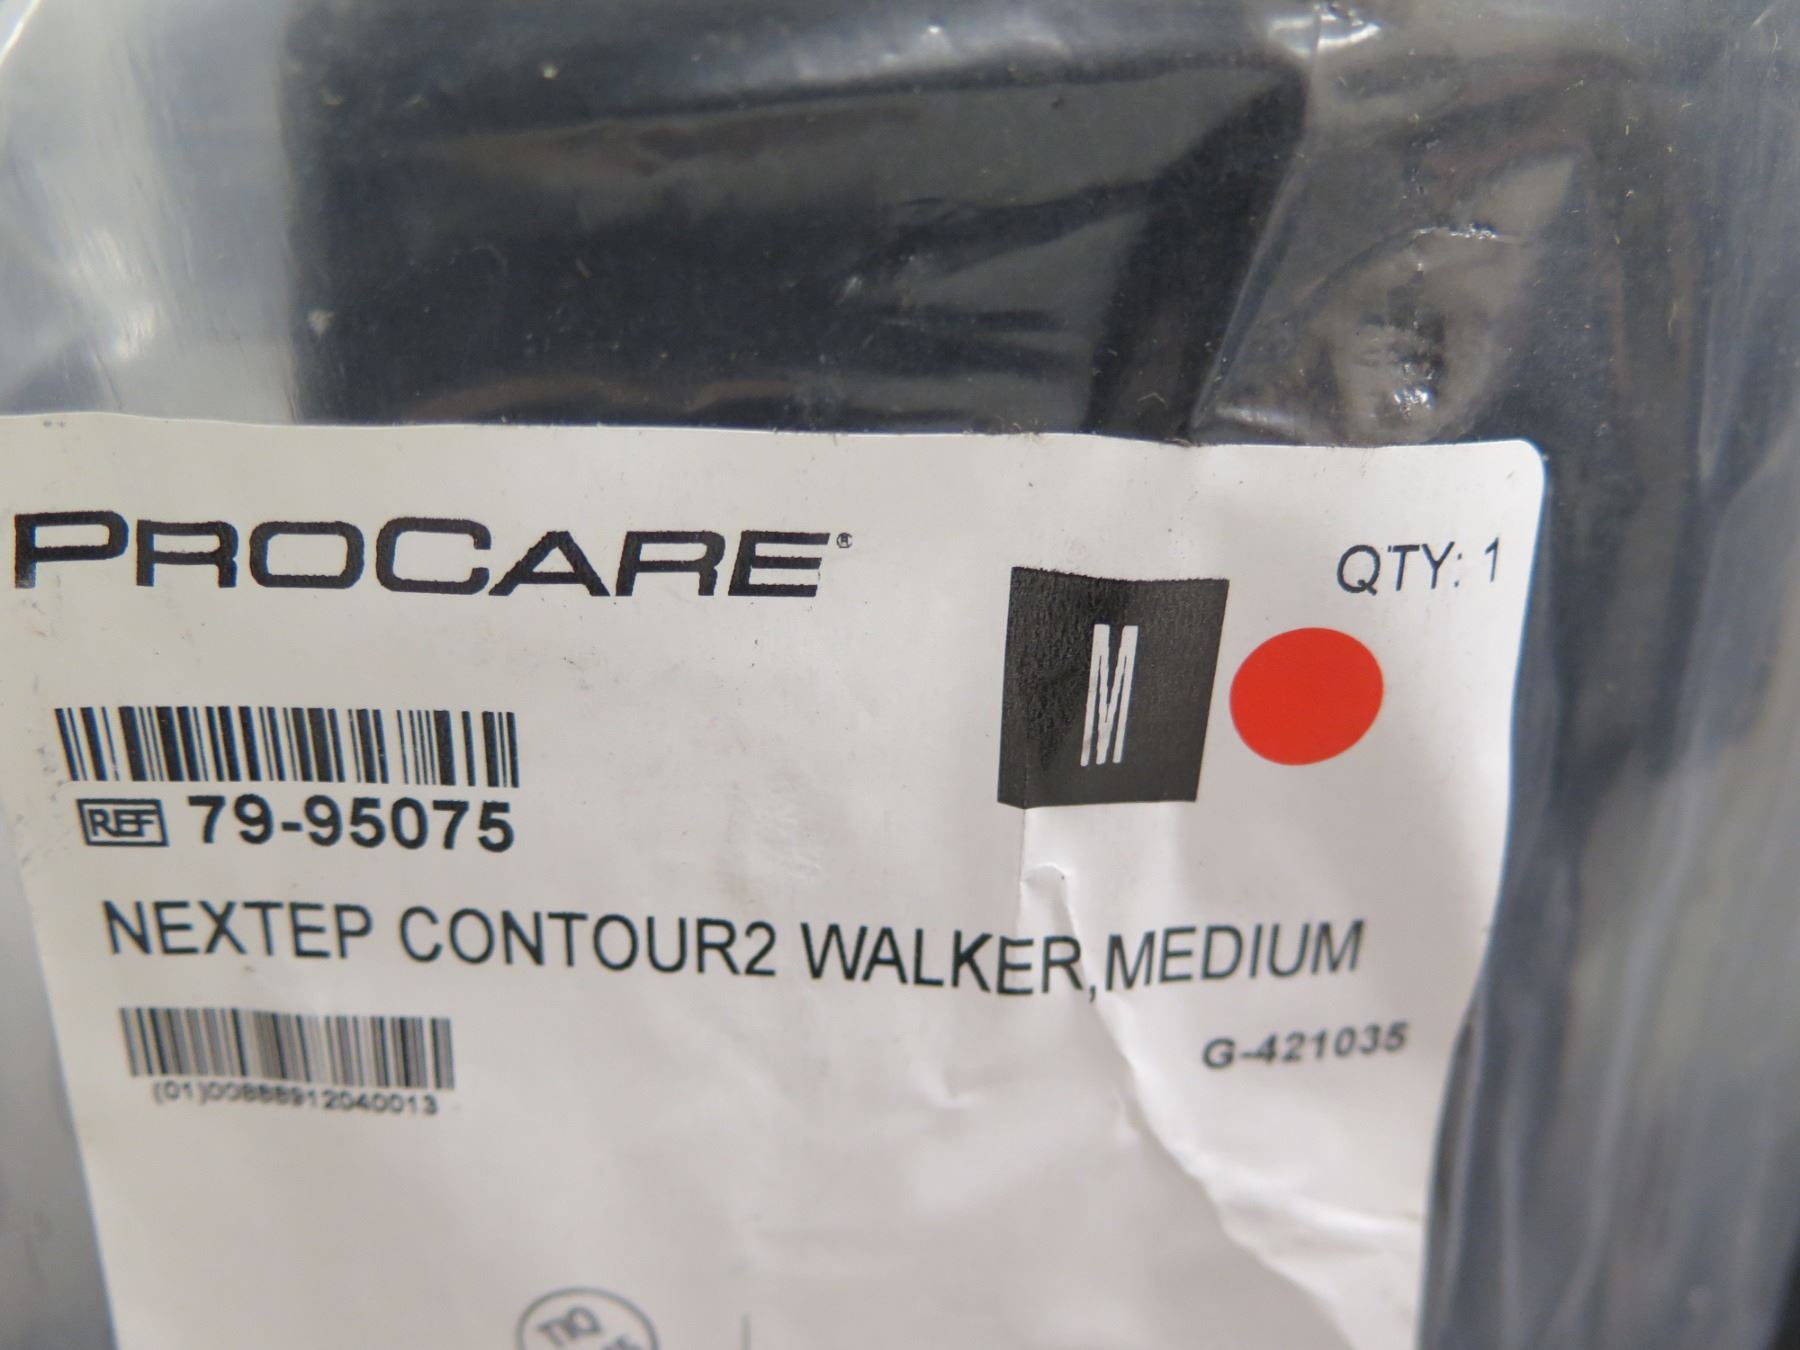 PROCARE®
QTY: 1
M
REF 79-95075
NEXTEP CONTOUR2 WALKER,MEDIUM
G-421035
(01)00888912040013